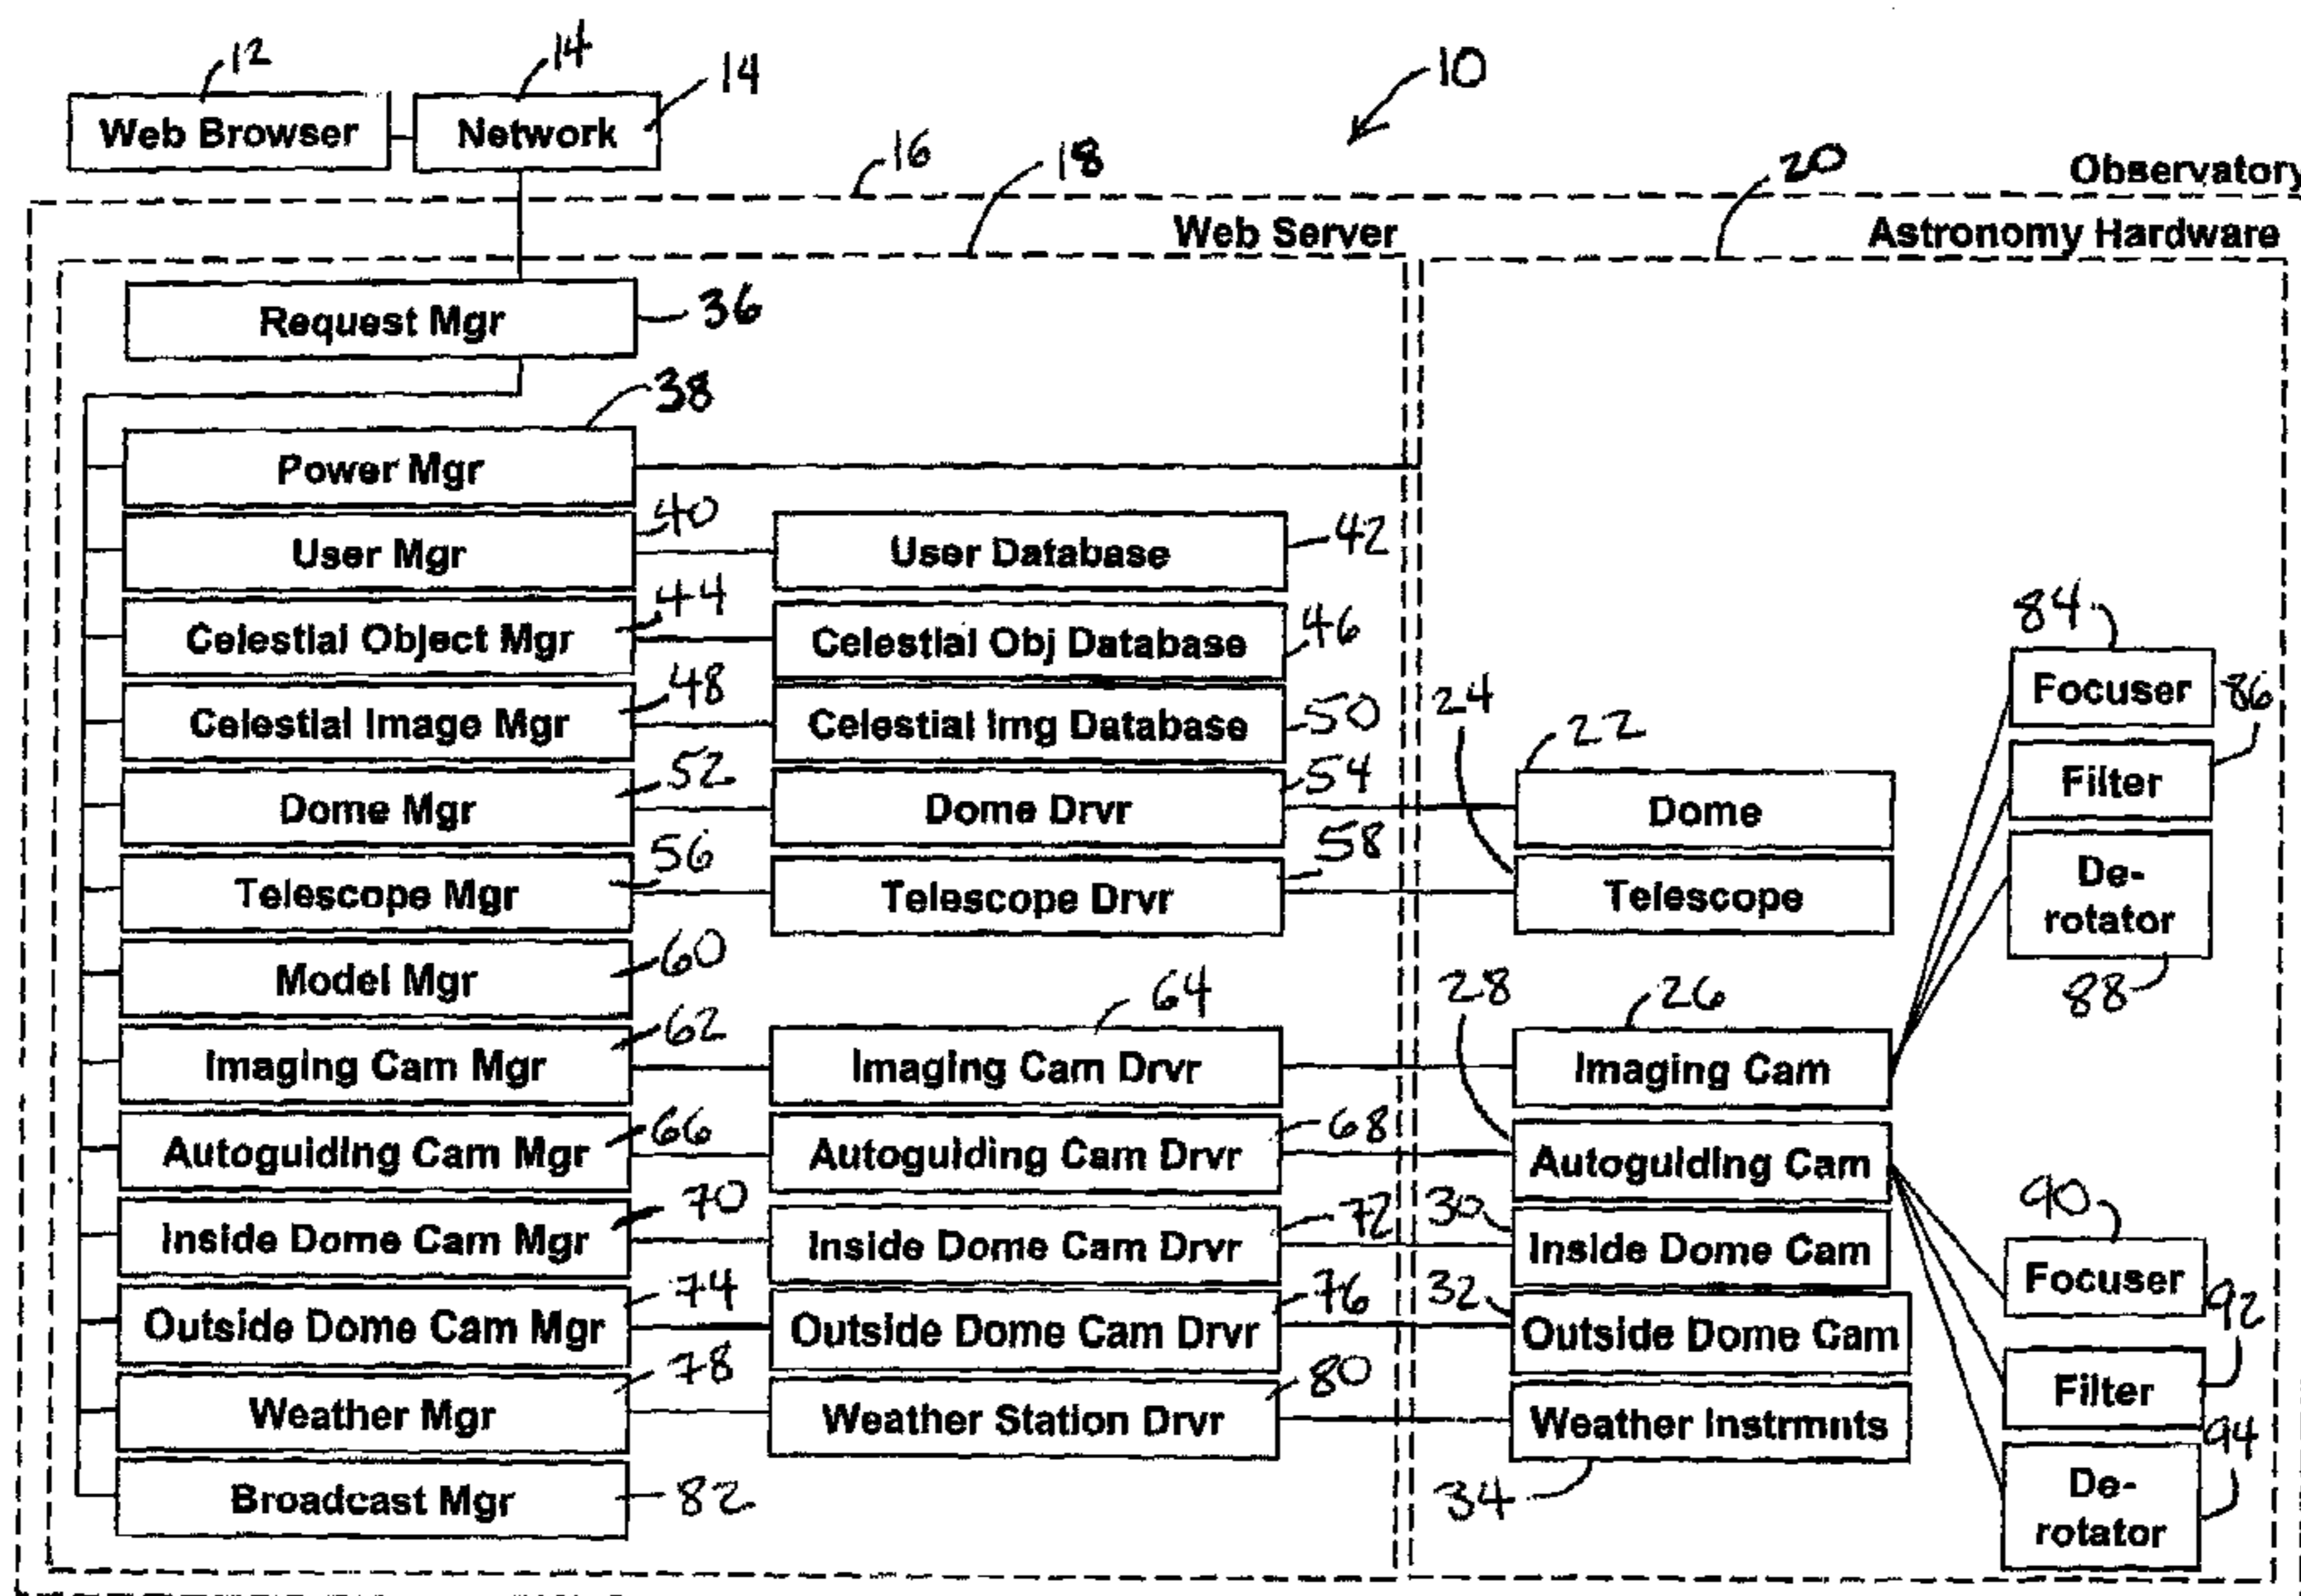 12
14
14
10
Web Browser
Network
16
18
20
Observatory
Web Server
Astronomy Hardware
Request Mgr
36
38
Power Mgr
40
User Mgr
User Database
42
44
Celestial Object Mgr
Celestial Obj Database
46
84
Focuser
86
48
Celestial Image Mgr
Celestial Img Database
50
24
22
Filter
52
Dome Mgr
Dome Drvr
54
Dome
56
Telescope Mgr
Telescope Drvr
58
Telescope
De-
rotator
88
Model Mgr
60
64
28
26
62
Imaging Cam Mgr
Imaging Cam Drvr
Imaging Cam
Autoguiding Cam Mgr
66
Autoguiding Cam Drvr
68
Autoguiding Cam
70
Inside Dome Cam Mgr
Inside Dome Cam Drvr
72
30
Inside Dome Cam
90
Focuser
92
74
Outside Dome Cam Mgr
Outside Dome Cam Drvr
76
32
Outside Dome Cam
78
Weather Mgr
Weather Station Drvr
80
Weather Instrmnts
34
Filter
94
Broadcast Mgr
82
De-
rotator